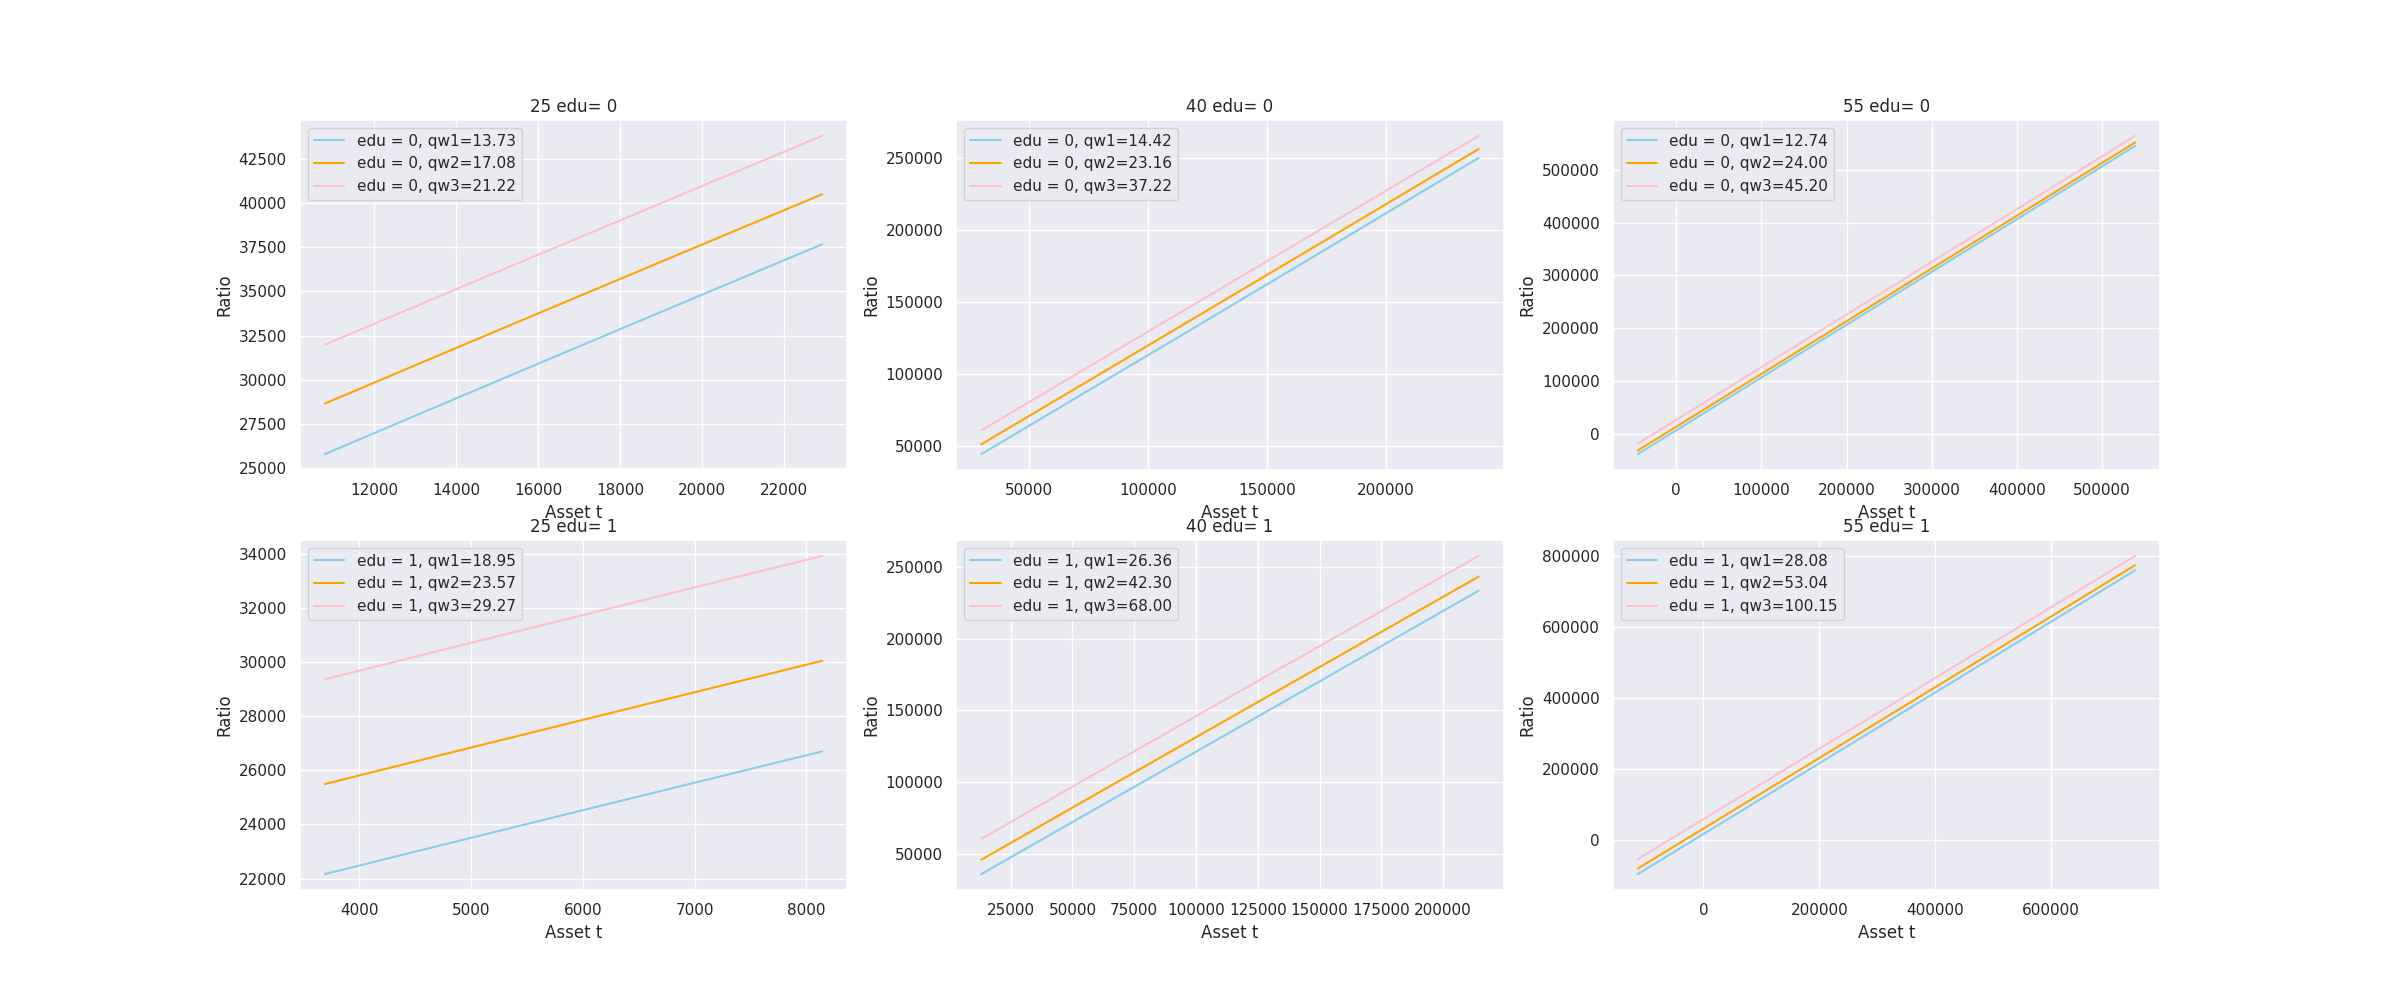 25 edu= 0
edu = 0, qw1=13.73
edu = 0, qw2=17.08
edu = 0, qw3=21.22
Ratio
42500
40000
37500
35000
32500
30000
27500
25000
12000 14000 16000 18000 20000 22000
Asset t
40 edu= 0
edu = 0, qw1=14.42
edu = 0, qw2=23.16
edu = 0, qw3=37.22
Ratio
250000
200000
150000
100000
50000
50000 100000 150000 200000
Asset t
55 edu= 0
edu = 0, qw1=12.74
edu = 0, qw2=24.00
edu = 0, qw3=45.20
Ratio
500000
400000
300000
200000
100000
0
0 100000 200000 300000 400000 500000
Asset t
25 edu= 1
edu = 1, qw1=18.95
edu = 1, qw2=23.57
edu = 1, qw3=29.27
Ratio
34000
32000
30000
28000
26000
24000
22000
4000 5000 6000 7000 8000
Asset t
40 edu= 1
edu = 1, qw1=26.36
edu = 1, qw2=42.30
edu = 1, qw3=68.00
Ratio
250000
200000
150000
100000
50000
25000 50000 75000 100000 125000 150000 175000 200000
Asset t
55 edu= 1
edu = 1, qw1=28.08
edu = 1, qw2=53.04
edu = 1, qw3=100.15
Ratio
800000
600000
400000
200000
0
0 200000 400000 600000
Asset t